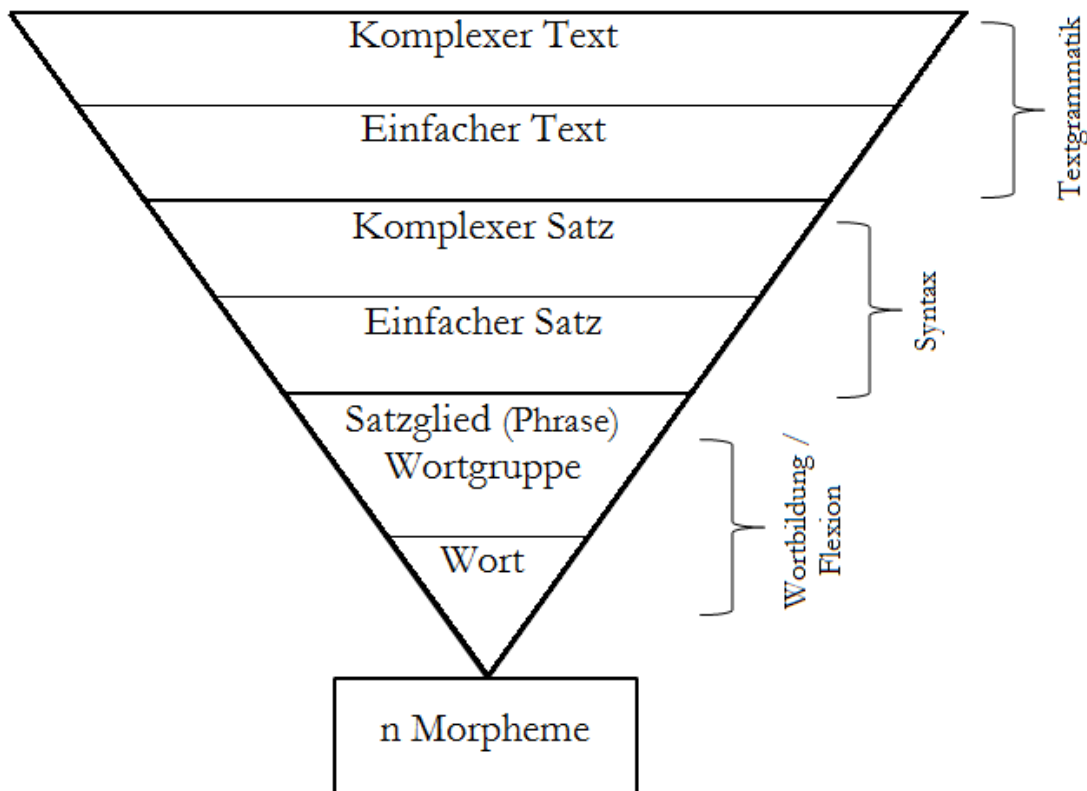 Komplexer Text
Einfacher Text
Komplexer Satz
Einfacher Satz
Satzglied (Phrase)
Wortgruppe
Wort
n Morpheme
Textgrammatik
Syntax
Wortbildung /
Flexion